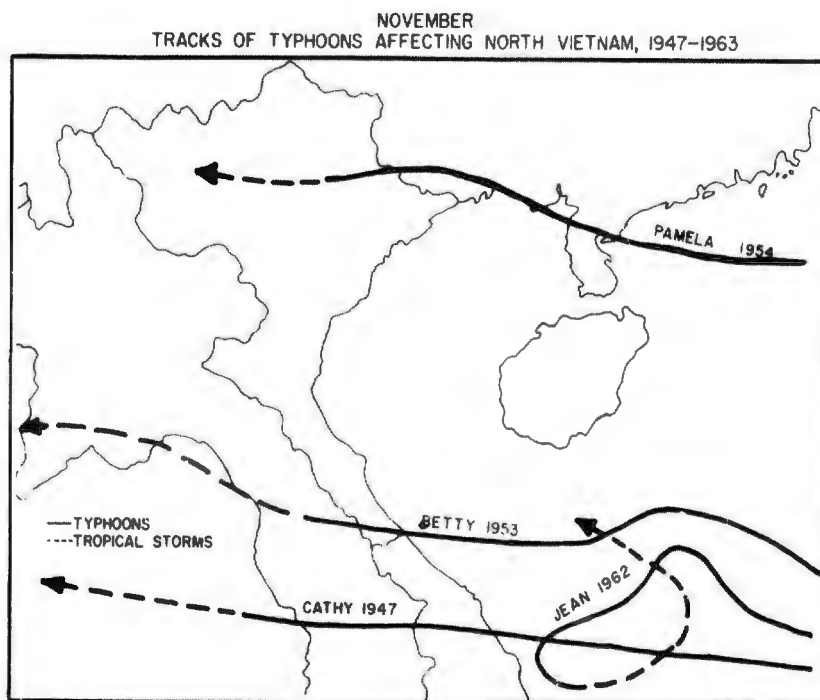 NOVEMBER
TRACKS OF TYPHOONS AFFECTING NORTH VIETNAM, 1947-1963
PAMELA 1954
BETTY 1953
TYPHOONS
TROPICAL STORMS
JEAN 1962
CATHY 1947